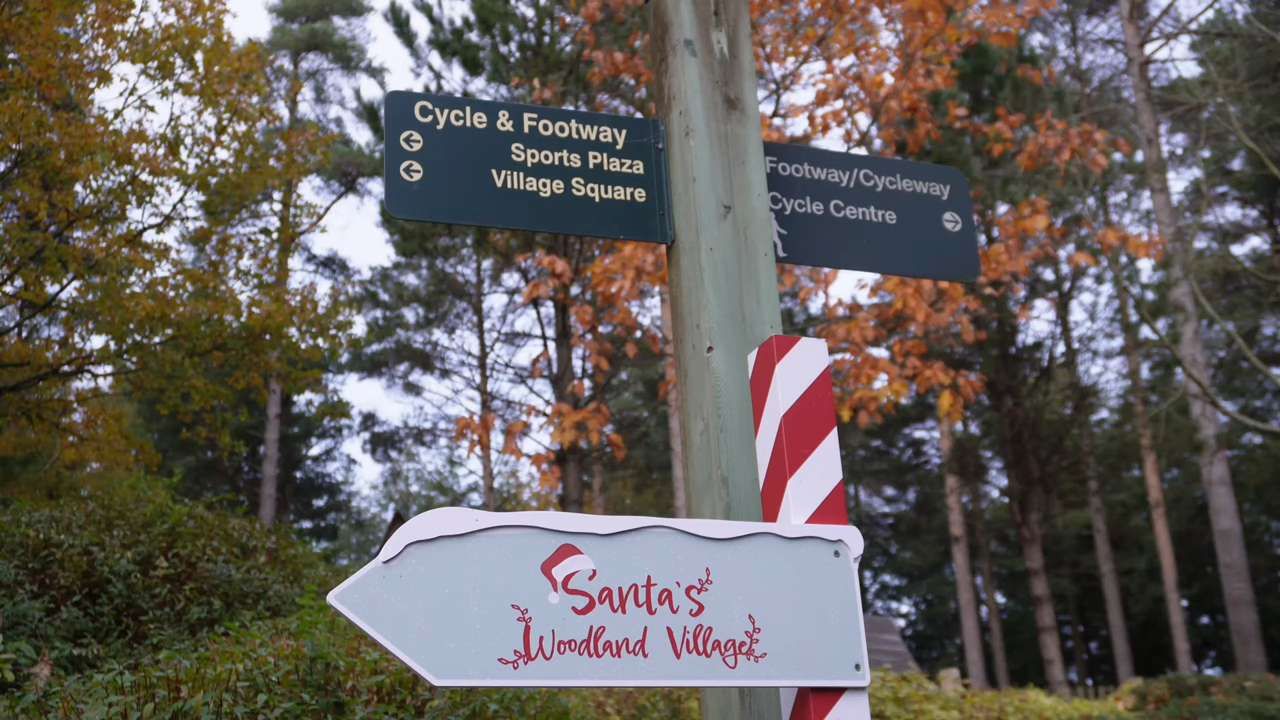 Cycle & Footway
Sports Plaza
Village Square
Footway/Cycleway
Cycle Centre
Santa's
Woodland Village